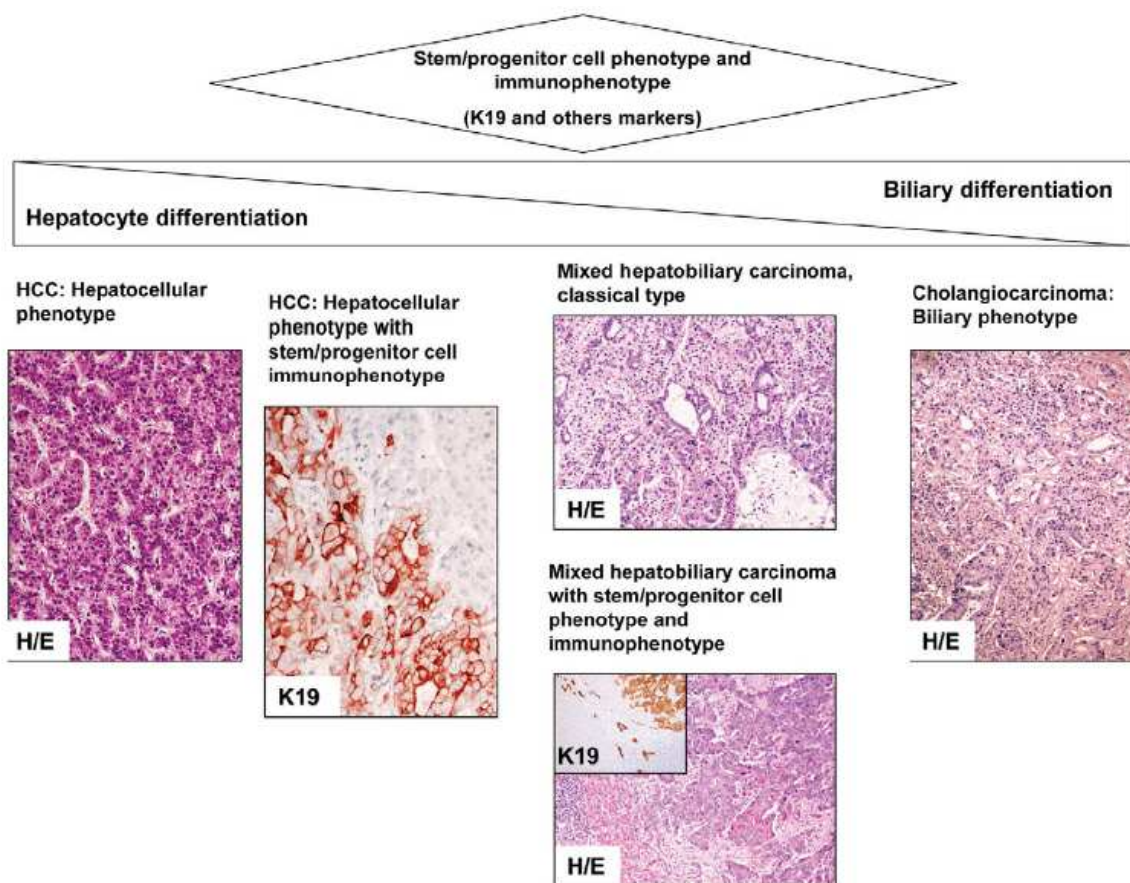 Stem/progenitor cell phenotype and
immunophenotype
(K19 and others markers)
Biliary differentiation
Hepatocyte differentiation
HCC: Hepatocellular
phenotype
H/E
HCC: Hepatocellular
phenotype with
stem/progenitor cell
immunophenotype
K19
Mixed hepatobiliary carcinoma,
classical type
H/E
Mixed hepatobiliary carcinoma
with stem/progenitor cell
phenotype and
immunophenotype
K19
H/E
Cholangiocarcinoma:
Biliary phenotype
H/E